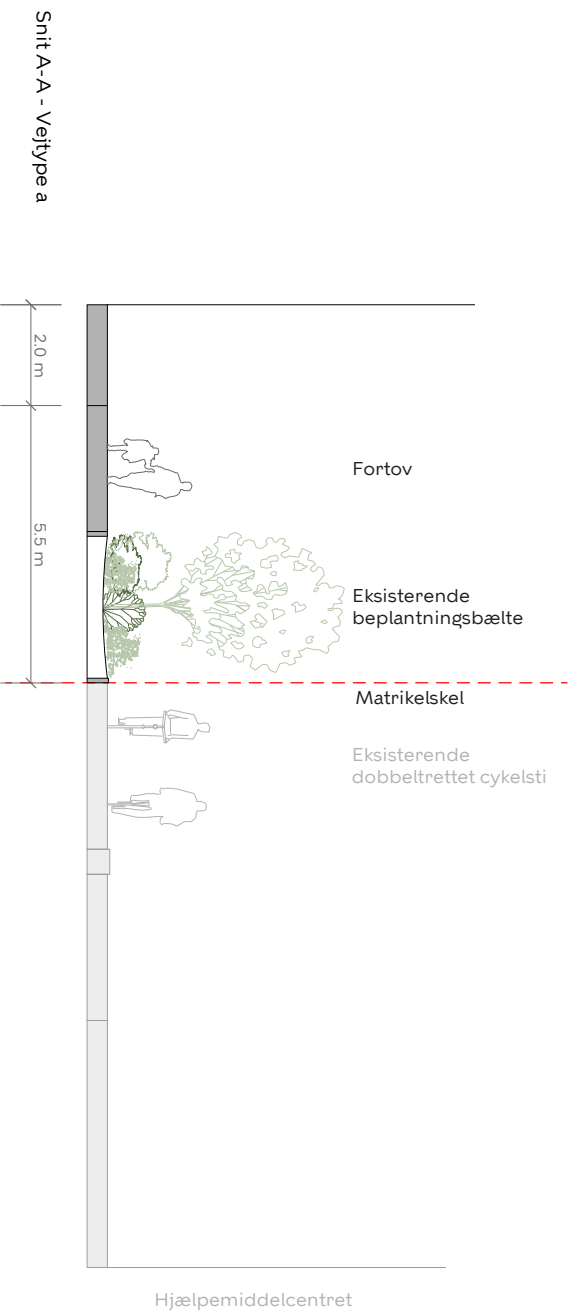 Snit A-A - Vejtype a
2.0 m
Fortov
5.5 m
Eksisterende
beplantningsbælte
Matrikelskel
Eksisterende
dobbeltrettet cykelsti
Hjælpemiddelcentret